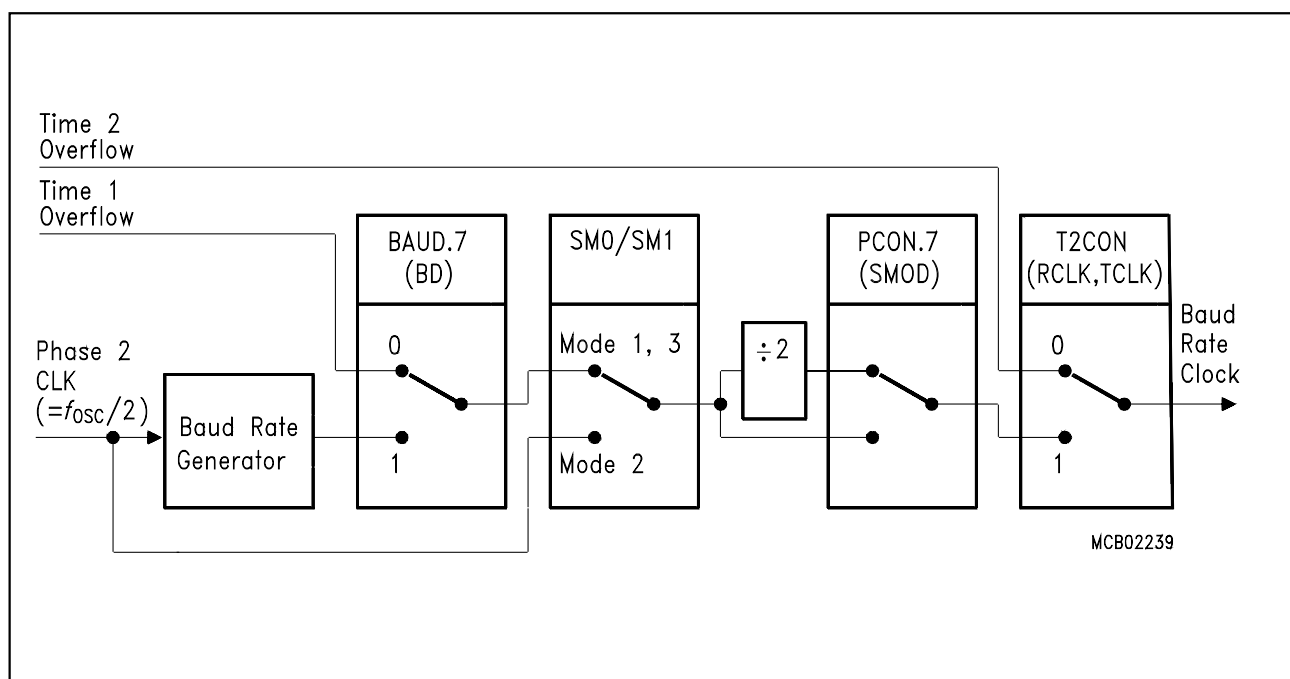 Time 2
Overflow
Time 1
Overflow
BAUD.7
(BD)
SM0/SM1
PCON.7
(SMOD)
T2CON
(RCLK,TCLK)
Phase 2
CLK
(=fOSC/2)
Baud Rate
Generator
0
1
Mode 1, 3
Mode 2
÷2
0
1
Baud
Rate
Clock
MCB02239